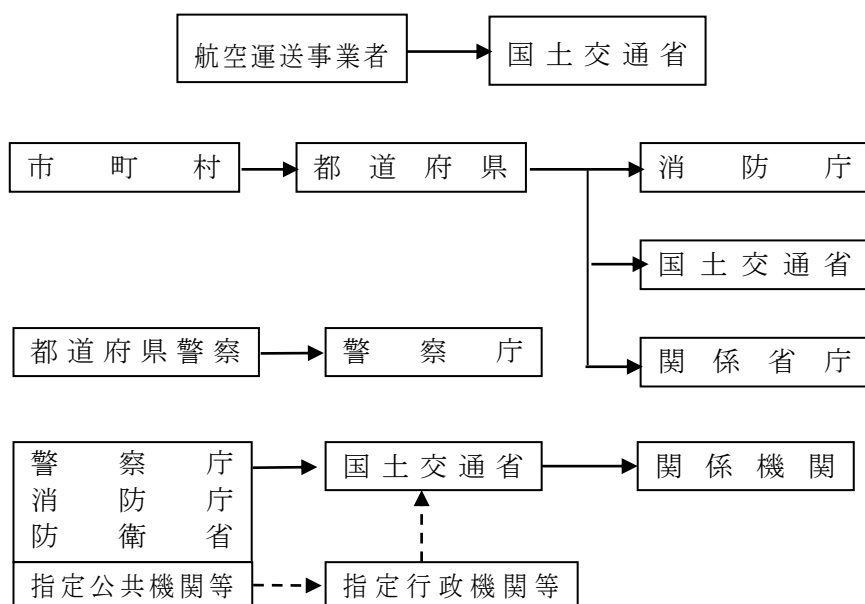 航空運送事業者
国土交通省
市町村
都道府県
消防庁
国土交通省
関係省庁
都道府県警察
警察庁
警察庁
消防庁
防衛省
国土交通省
関係機関
指定公共機関等
指定行政機関等